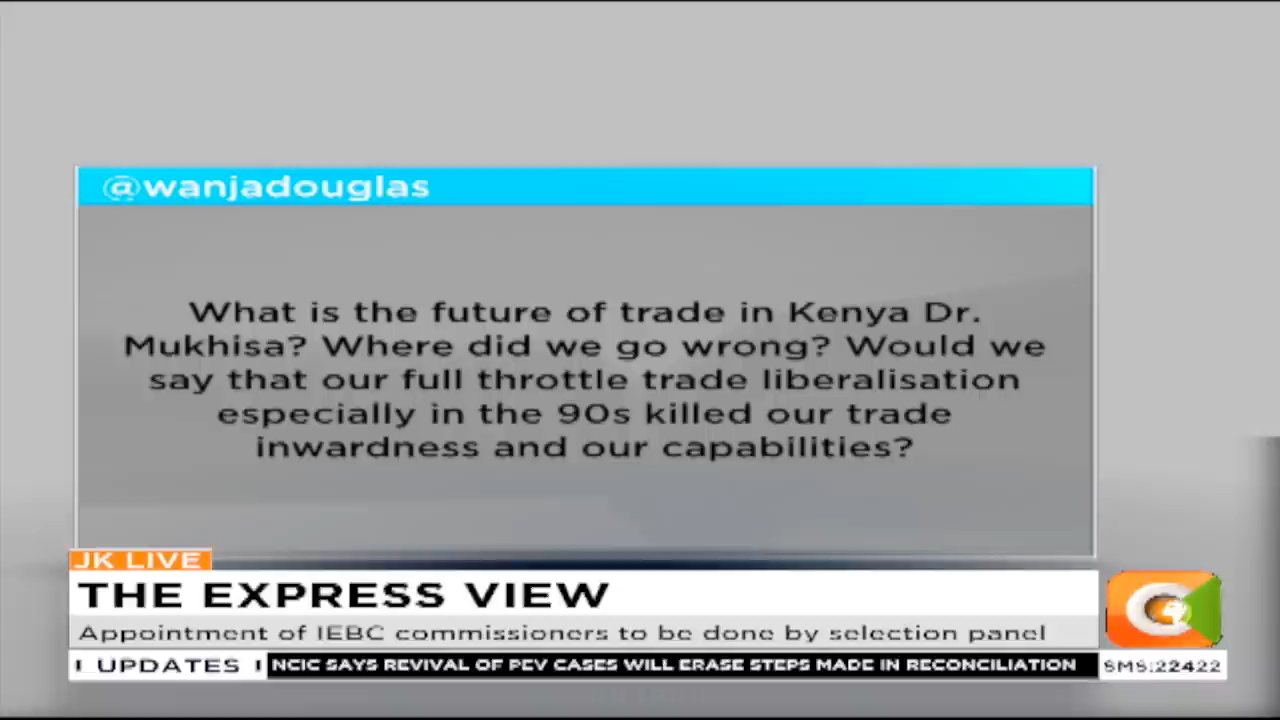 @wanjadouglas
What is the future of trade in Kenya Dr.
Mukhisa? Where did we go wrong? Would we
say that our full throttle trade liberalisation
especially in the 90s killed our trade
inwardness and our capabilities?
JK LIVE
THE EXPRESS VIEW
Appointment of IEBC commissioners to be done by selection panel
UPDATES
NCIC SAYS REVIVAL OF PEV CASES WILL ERASE STEPS MADE IN RECONCILIATION
SMS:22422